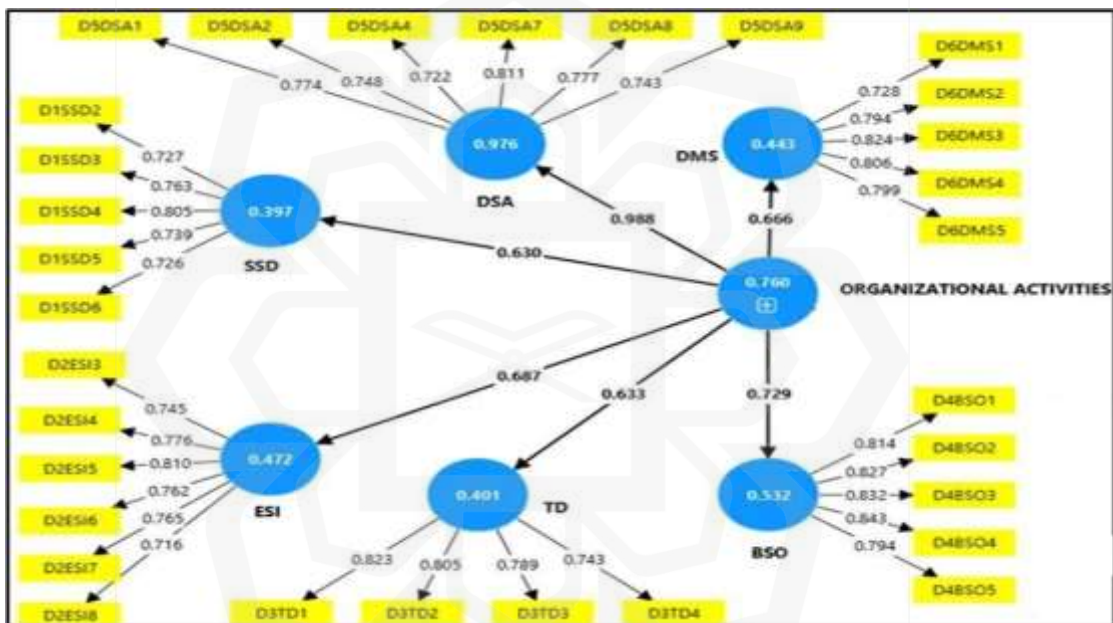 D5DSA1 D5DSA2 D5DSA4 D5DSA7 D5DSA8 D5DSA9
0.774 0.748 0.722 0.811 0.777 0.743
0.976
DSA
D6DMS1
D6DMS2
D6DMS3
D6DMS4
D6DMS5
0.728
0.794
0.824
0.806
0.799
0.443
DMS
D1SSD2
D1SSD3
D1SSD4
D1SSD5
D1SSD6
0.727
0.763
0.805
0.739
0.726
0.397
SSD
0.988
0.666
0.630
0.760
ORGANIZATIONAL ACTIVITIES
0.687
0.633
0.729
D2ESI3
D2ESI4
D2ESI5
D2ESI6
D2ESI7
D2ESI8
0.745
0.776
0.810
0.762
0.765
0.716
0.472
ESI
0.401
TD
0.823 0.805 0.789 0.743
D3TD1 D3TD2 D3TD3 D3TD4
0.532
BSO
0.814
0.827
0.832
0.843
0.794
D4BSO1
D4BSO2
D4BSO3
D4BSO4
D4BSO5